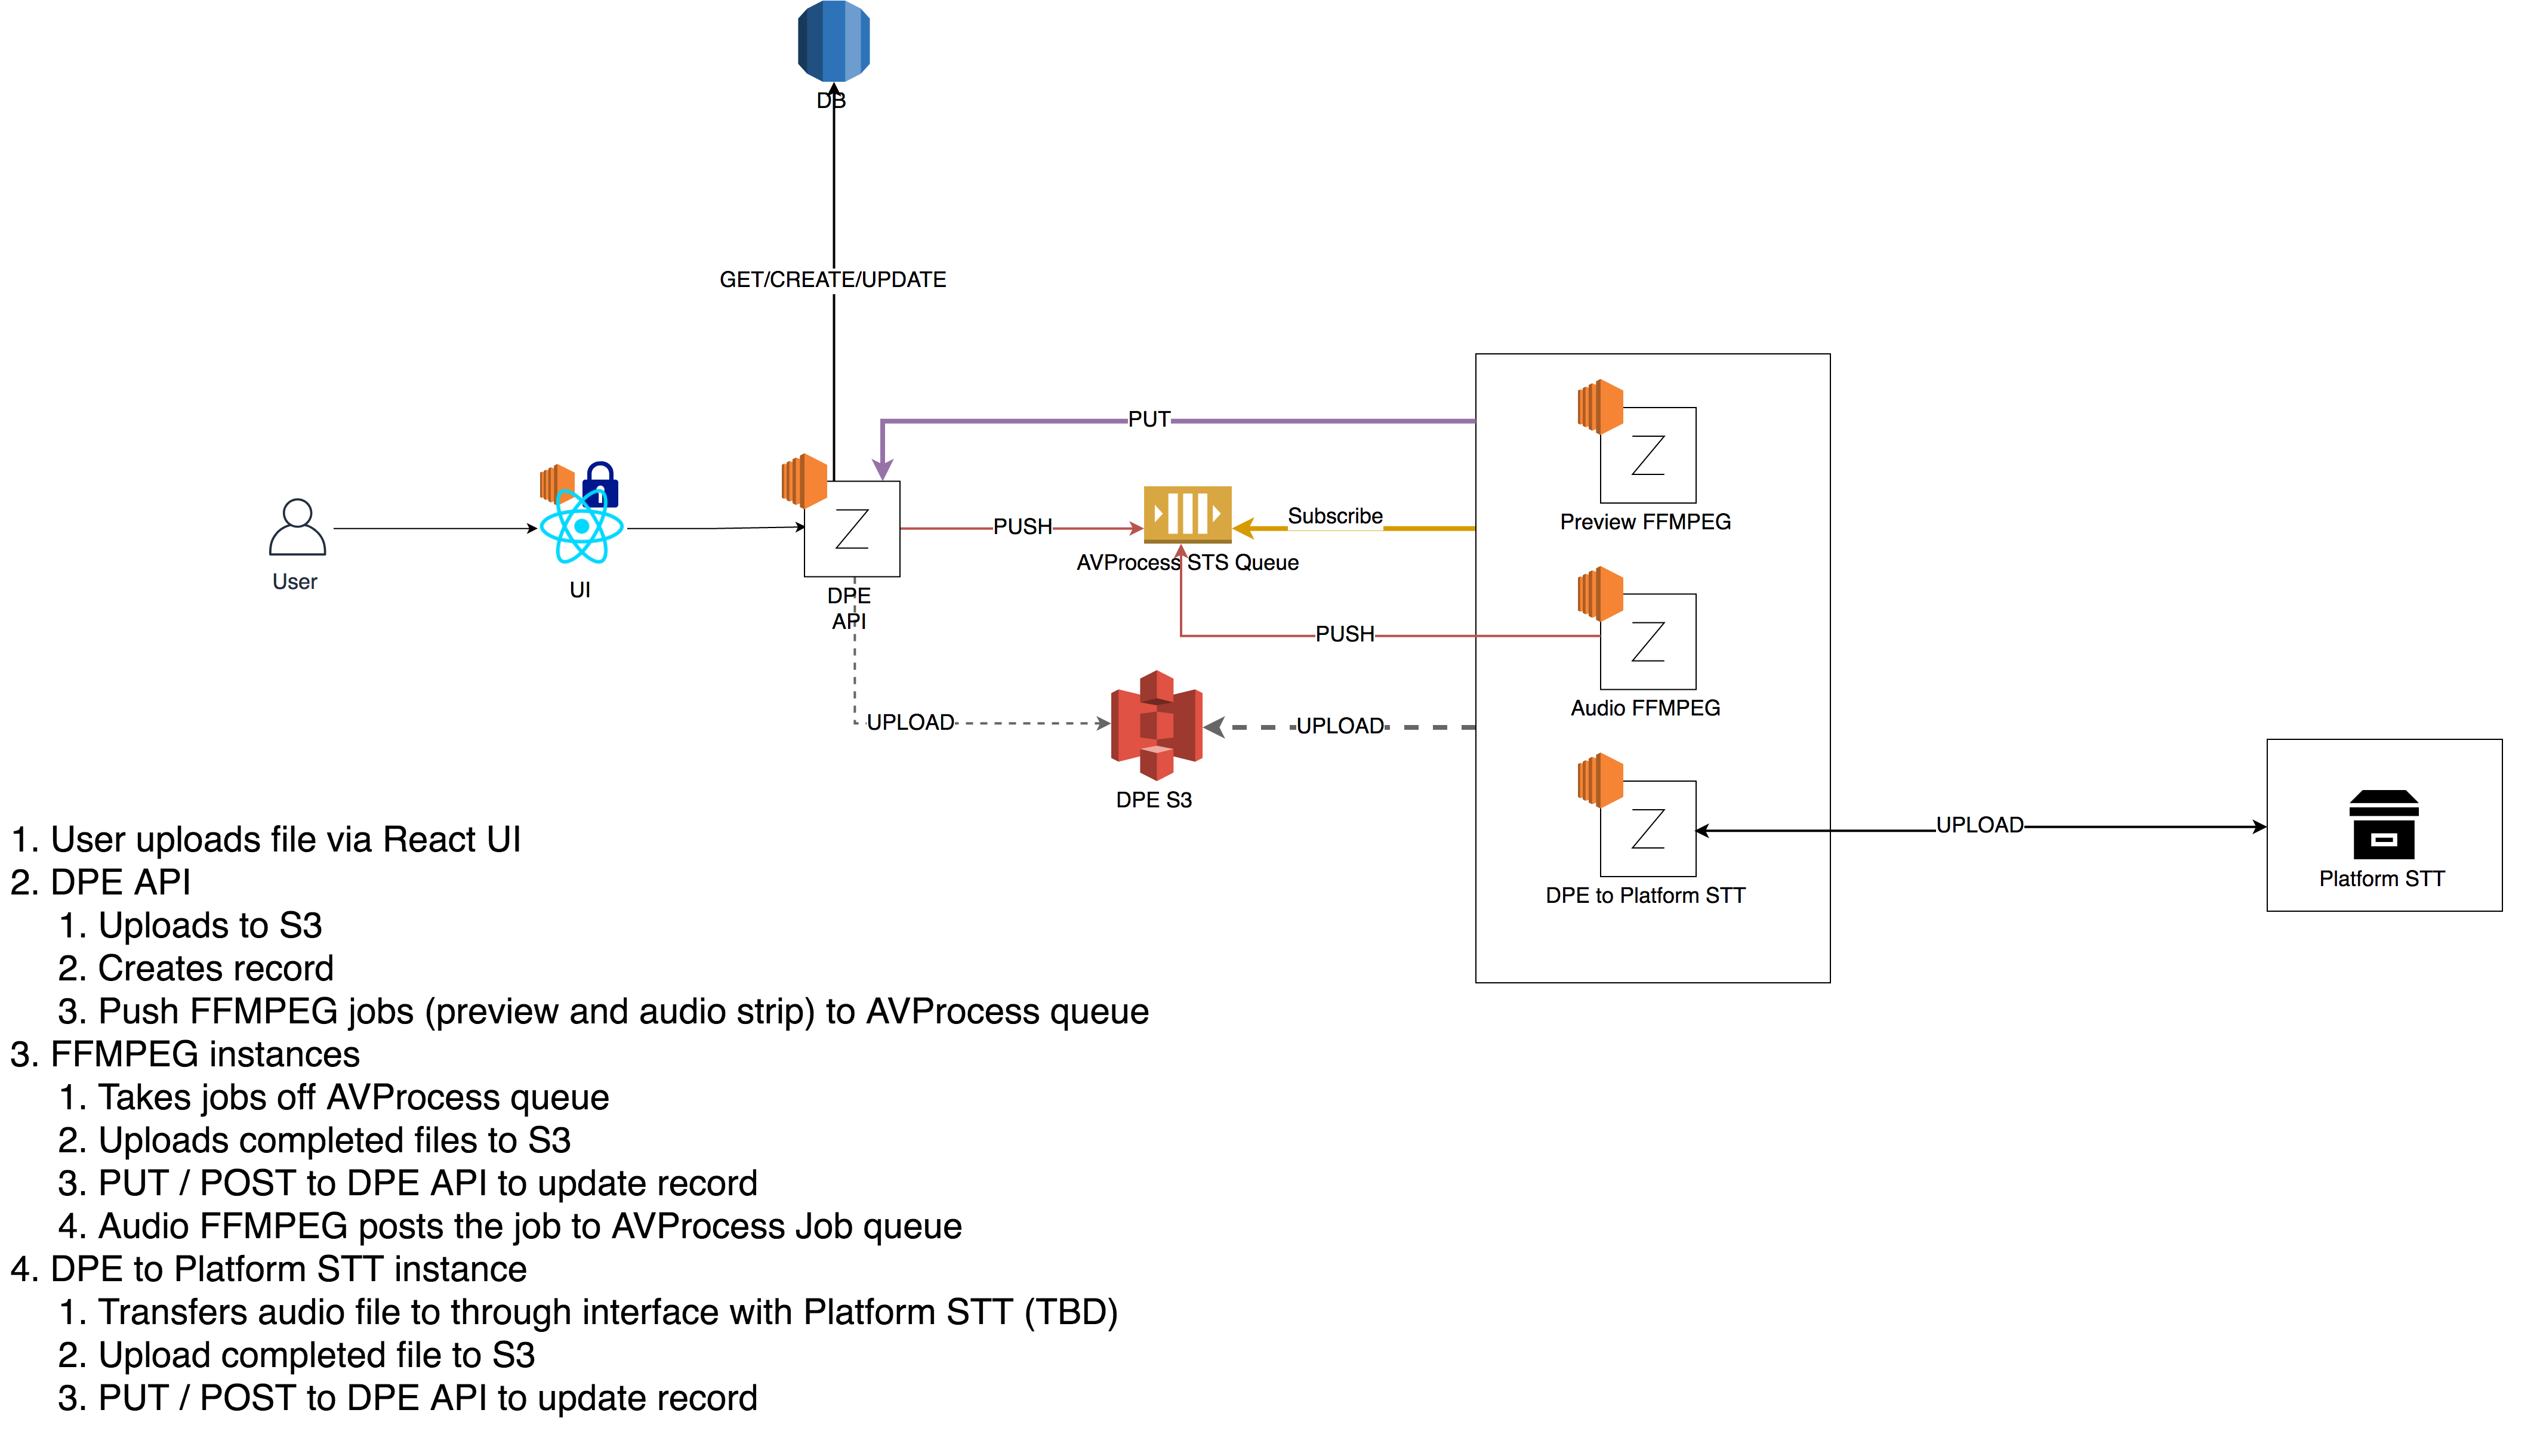 DB
GET/CREATE/UPDATE
PUT
Subscribe
PUSH
Preview FFMPEG
AVProcess STS Queue
User
UI
DPE
API
PUSH
Audio FFMPEG
UPLOAD
UPLOAD
DPE S3
UPLOAD
Platform STT
DPE to Platform STT
1. User uploads file via React UI
2. DPE API
1. Uploads to S3
2. Creates record
3. Push FFMPEG jobs (preview and audio strip) to AVProcess queue
3. FFMPEG instances
1. Takes jobs off AVProcess queue
2. Uploads completed files to S3
3. PUT / POST to DPE API to update record
4. Audio FFMPEG posts the job to AVProcess Job queue
4. DPE to Platform STT instance
1. Transfers audio file to through interface with Platform STT (TBD)
2. Upload completed file to S3
3. PUT / POST to DPE API to update record